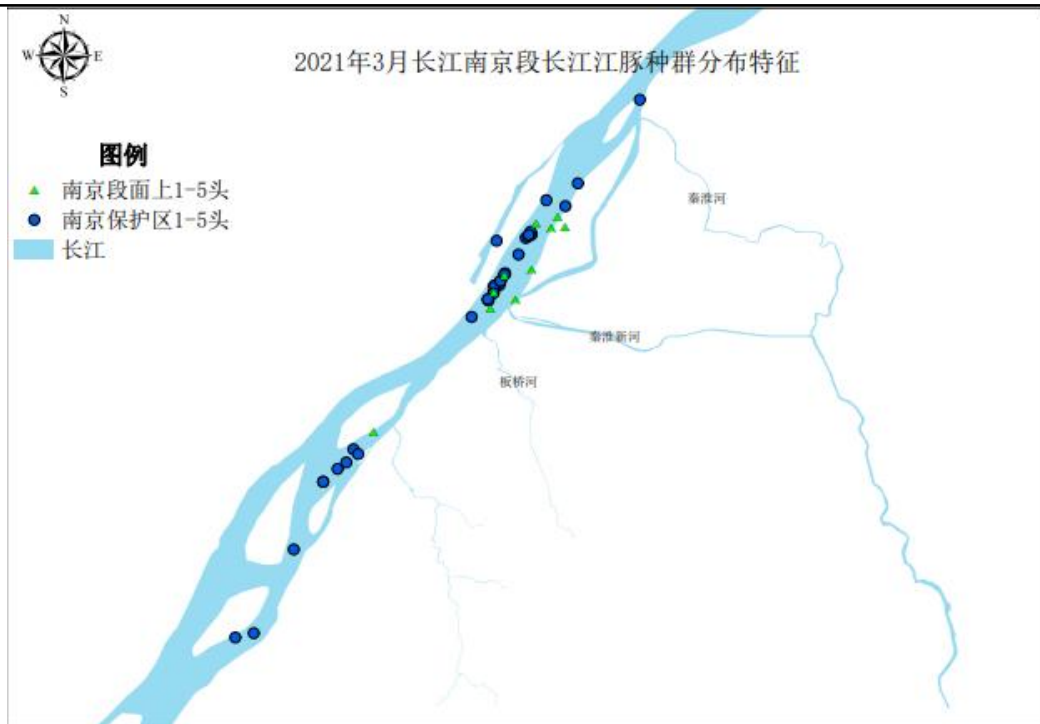 N
W
E
S
2021年3月长江南京段长江江豚种群分布特征
图例
南京段面上1-5头
南京保护区1-5头
长江
秦淮河
秦淮新河
板桥河